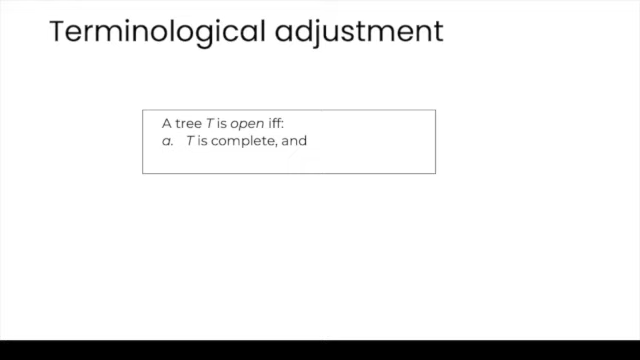 Terminological adjustment
A tree T is open iff:
a. T is complete, and